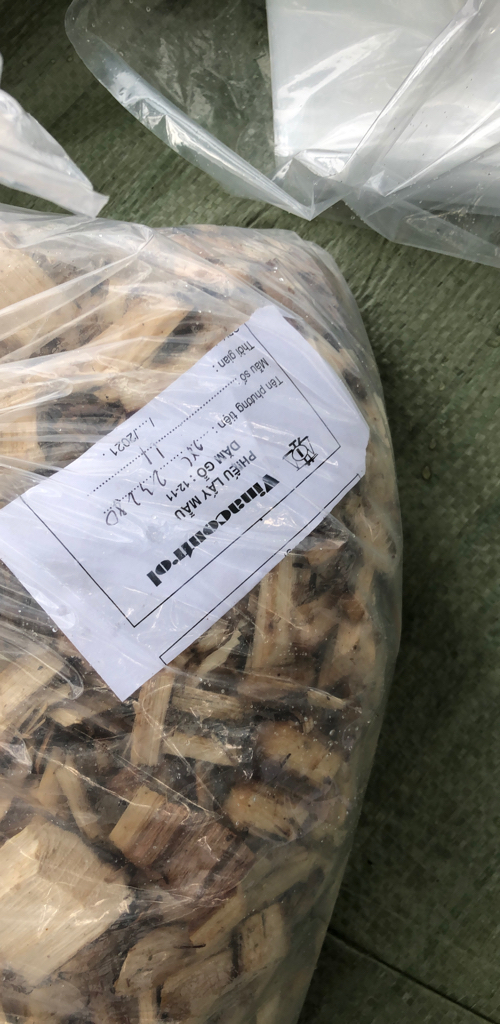 Vinacontrol
PHIẾU LẤY MẪU
DĂM GỖ : 12-11
Tên phương tiện :
Mẫu số :
Thời gian : / /2021